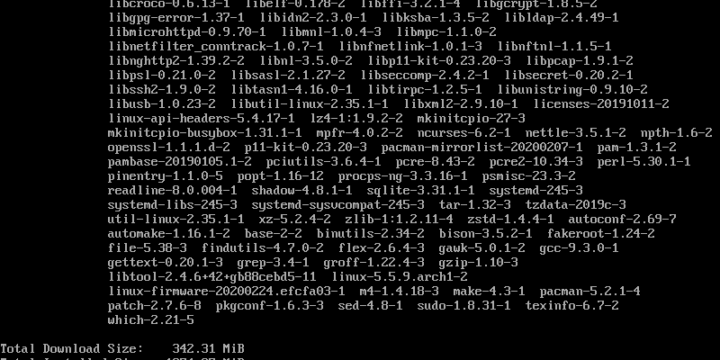 libcroco-0.6.13-1 libelf-0.178-2 libffi-3.2.1-4 libgcrypt-1.8.5-2
libgpg-error-1.37-1 libidn2-2.3.0-1 libksba-1.3.5-2 libldap-2.4.49-1
libmicrohttpd-0.9.70-1 libmnl-1.0.4-3 libmpc-1.1.0-2
libnetfilter_conntrack-1.0.7-1 libnfnetlink-1.0.1-3 libnftnl-1.1.5-1
libnghttp2-1.39.2-2 libnl-3.5.0-2 libp11-kit-0.23.20-3 libpcap-1.9.1-2
libpsl-0.21.0-2 libsasl-2.1.27-2 libseccomp-2.4.2-1 libsecret-0.20.2-1
libssh2-1.9.0-2 libtasn1-4.16.0-1 libtirpc-1.2.5-1 libunistring-0.9.10-2
libusb-1.0.23-2 libutil-linux-2.35.1-1 libxml2-2.9.10-1 licenses-20191011-2
linux-api-headers-5.4.17-1 lz4-1:1.9.2-2 mkinitcpio-27-3
mkinitcpio-busybox-1.31.1-1 mpfr-4.0.2-2 ncurses-6.2-1 nettle-3.5.1-2 npth-1.6-2
openssl-1.1.1.d-2 p11-kit-0.23.20-3 pacman-mirrorlist-20200207-1 pam-1.3.1-2
pambase-20190105.1-2 pciutils-3.6.4-1 pcre-8.43-2 pcre2-10.34-3 perl-5.30.1-1
pinentry-1.1.0-5 popt-1.16-12 procps-ng-3.3.16-1 psmisc-23.3-2
readline-8.0.004-1 shadow-4.8.1-1 sqlite-3.31.1-1 systemd-245-3
systemd-libs-245-3 systemd-sysvcompat-245-3 tar-1.32-3 tzdata-2019c-3
util-linux-2.35.1-1 xz-5.2.4-2 zlib-1:1.2.11-4 zstd-1.4.4-1 autoconf-2.69-7
automake-1.16.1-2 base-2-2 binutils-2.34-2 bison-3.5.2-1 fakeroot-1.24-2
file-5.38-3 findutils-4.7.0-2 flex-2.6.4-3 gawk-5.0.1-2 gcc-9.3.0-1
gettext-0.20.1-3 grep-3.4-1 groff-1.22.4-3 gzip-1.10-3
libtool-2.4.6+42+gb88cebd5-11 linux-5.5.9.arch1-2
linux-firmware-20200224.efcfa03-1 m4-1.4.18-3 make-4.3-1 pacman-5.2.1-4
patch-2.7.6-8 pkgconf-1.6.3-3 sed-4.8-1 sudo-1.8.31-1 texinfo-6.7-2
which-2.21-5
Total Download Size: 342.31 MiB